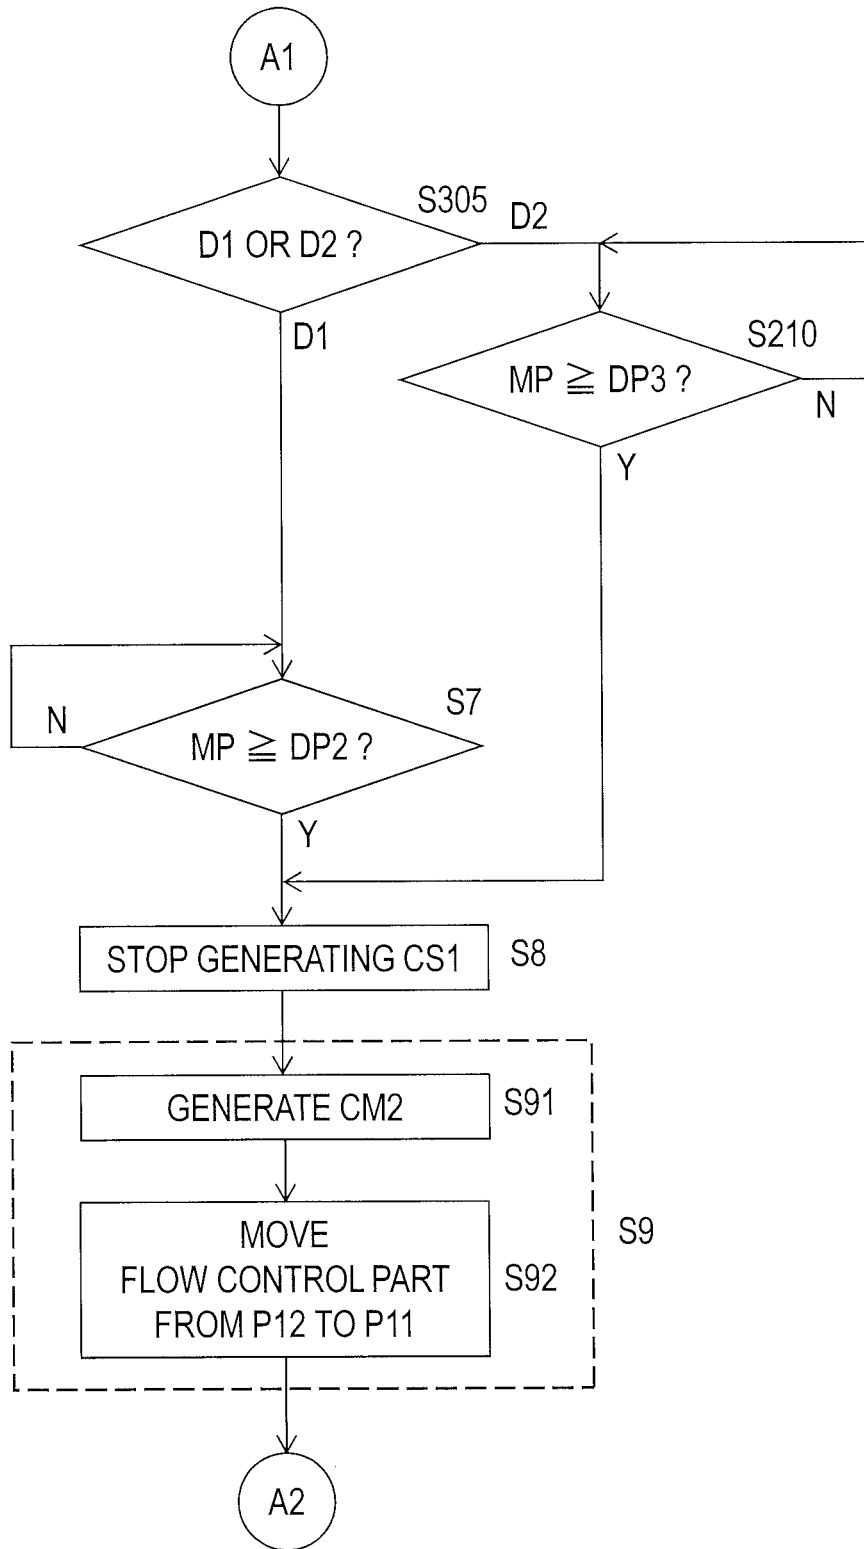 A1
S305
D1 OR D2 ?
D2
D1
S210
MP ≧ DP3 ?
N
Y
S7
MP ≧ DP2 ?
N
Y
STOP GENERATING CS1
S8
GENERATE CM2
S91
MOVE
FLOW CONTROL PART
FROM P12 TO P11
S92
S9
A2